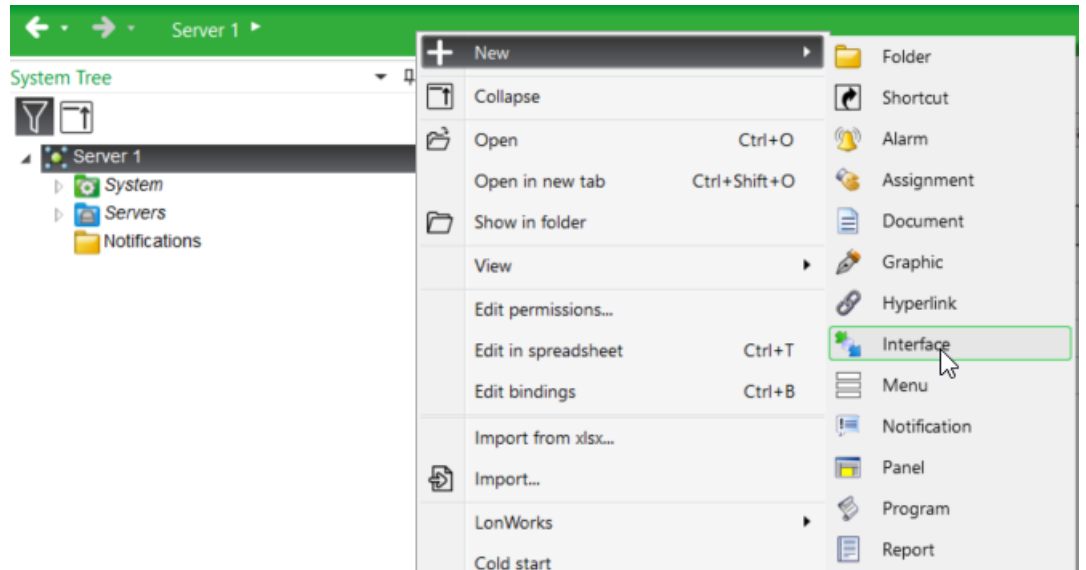 Server 1
System Tree
Server 1
System
Servers
Notifications
New
Collapse
Open Ctrl+O
Open in new tab Ctrl+Shift+O
Show in folder
View
Edit permissions...
Edit in spreadsheet Ctrl+T
Edit bindings Ctrl+B
Import from xlsx...
Import...
LonWorks
Cold start
Folder
Shortcut
Alarm
Assignment
Document
Graphic
Hyperlink
Interface
Menu
Notification
Panel
Program
Report